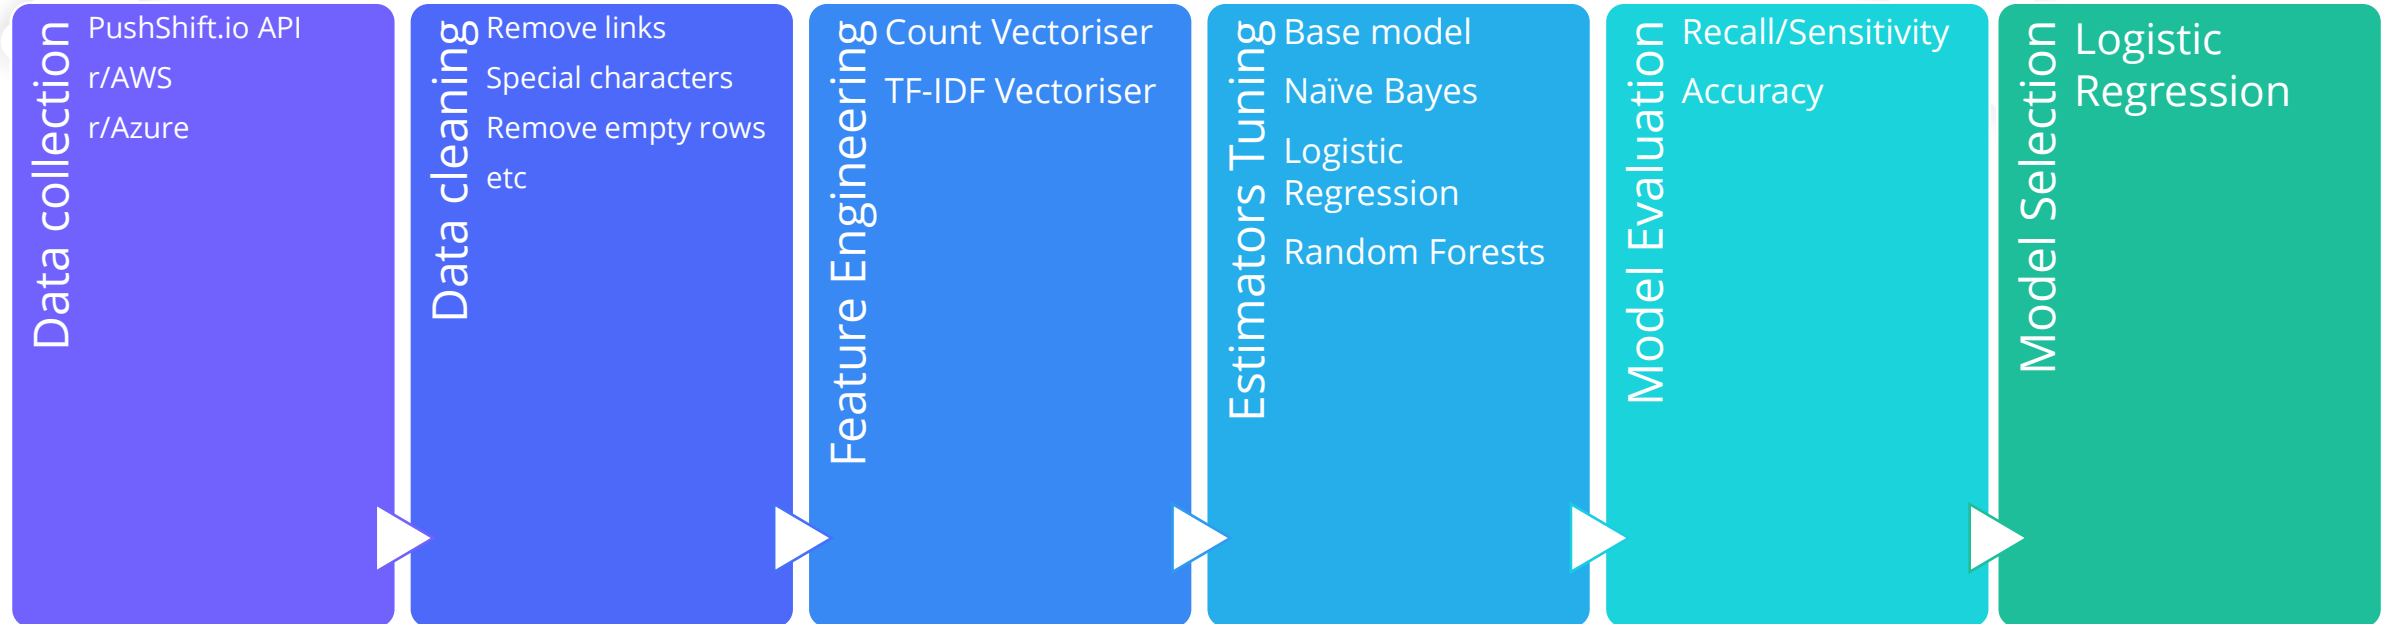 Data collection
PushShift.io API
r/AWS
r/Azure
Data cleaning
Remove links
Special characters
Remove empty rows
etc
Feature Engineering
Count Vectoriser
TF-IDF Vectoriser
Estimators Tuning
Base model
Naïve Bayes
Logistic
Regression
Random Forests
Model Evaluation
Recall/Sensitivity
Accuracy
Model Selection
Logistic
Regression